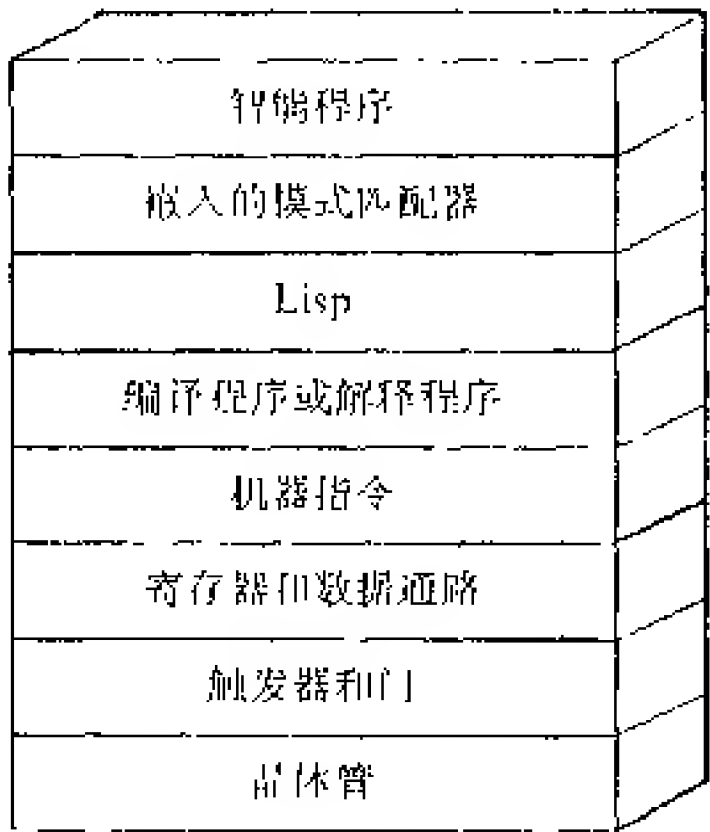 智能程序
嵌入的模式匹配器
Lisp
编译程序或解释程序
机器指令
寄存器和数据通路
触发器和门
晶体管